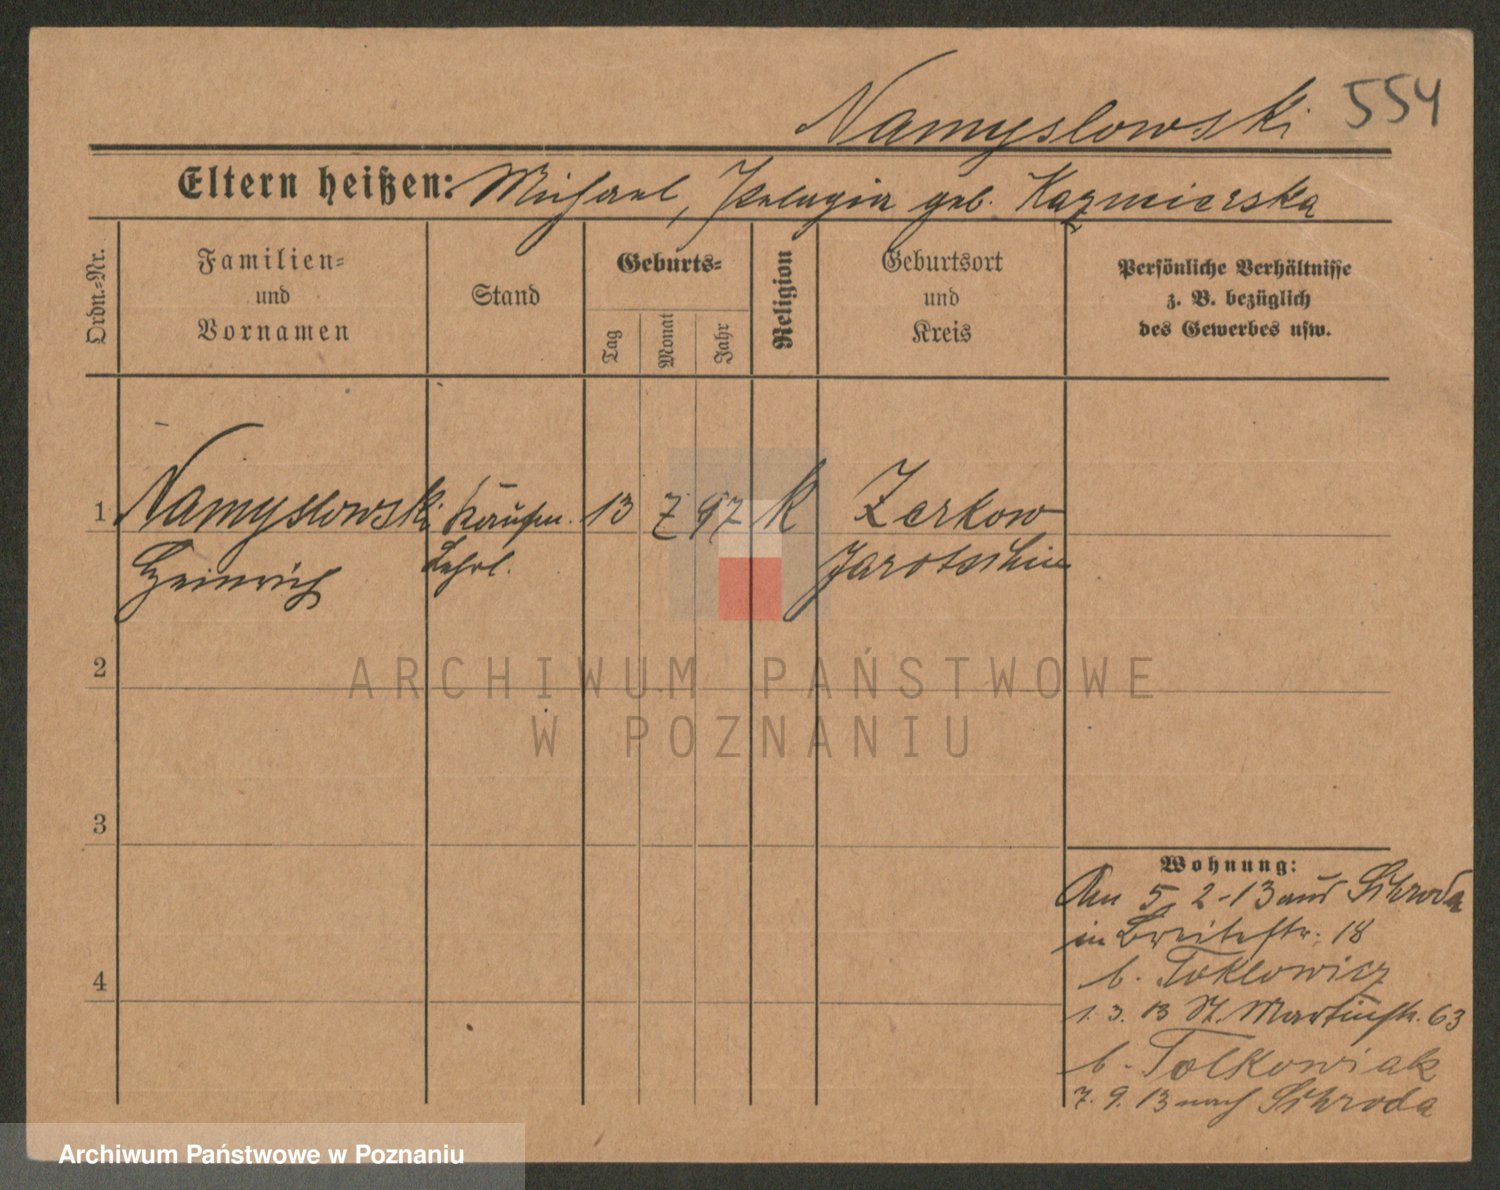 Namyslowski 554
Eltern heißen: Michael, Pelagia geb. Kazmierska
Ordn.-Nr.
Familien-
und
Vornamen
Stand
Geburts-
Tag
Monat
Jahr
Religion
Geburtsort
und
Kreis
Persönliche Verhältnisse
z. B. bezüglich
des Gewerbes usw.
1 Namyslowski Kaufm. 13 7 97 K Zerkow
Heinrich Lehrl. Jarotschin
2
3
4
Wohnung:
Am 5. 2-13 aus Schroda
in Breitestr. 18
b. Toklowicz
1. 3. 13 St. Martinstr. 63
b. Tolkowiak
7. 9. 13 nach Schroda
ARCHIWUM PAŃSTWOWE
W POZNANIU
Archiwum Państwowe w Poznaniu